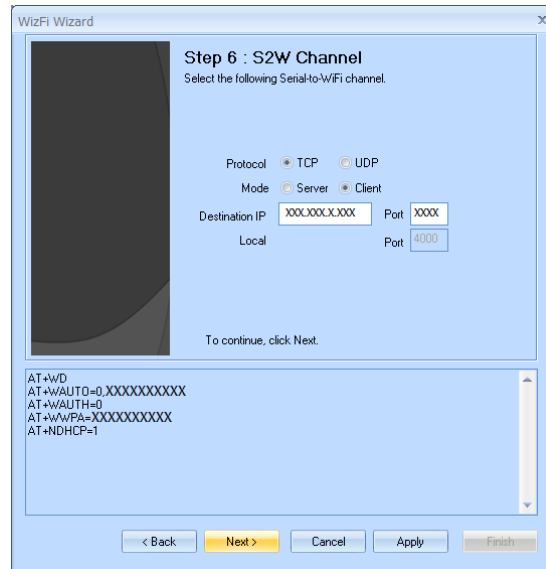 WizFi Wizard
x
Step 6 : S2W Channel
Select the following Serial-to-WiFi channel.
Protocol TCP UDP
Mode Server Client
Destination IP XXX.XXX.X.XXX Port XXXX
Local Port 4000
To continue, click Next.
AT+WD
AT+WAUTO=0,XXXXXXXXXX
AT+WAUTH=0
AT+WWPA=XXXXXXXXXX
AT+NDHCP=1
< Back Next > Cancel Apply Finish